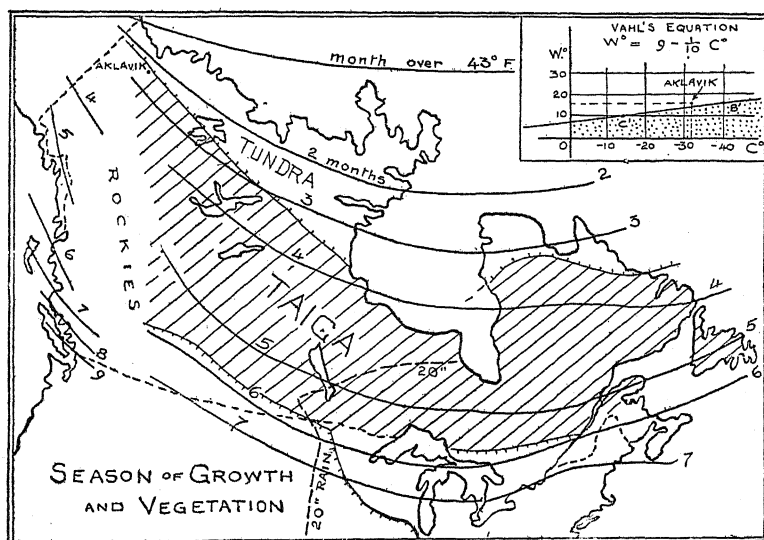 VAHL'S EQUATION
W° = 9 - 1/10 C°
W°
30
20
10
0
AKLAVIK
B
C
-10 -20 -30 -40 C°
month over 43° F.
AKLAVIK
4
5
6
7
8
9
ROCKIES
TUNDRA
2 months
2
3
3
4
4
TAIGA
5
5
20"
6
6
7
7
20" RAIN
SEASON OF GROWTH
AND VEGETATION